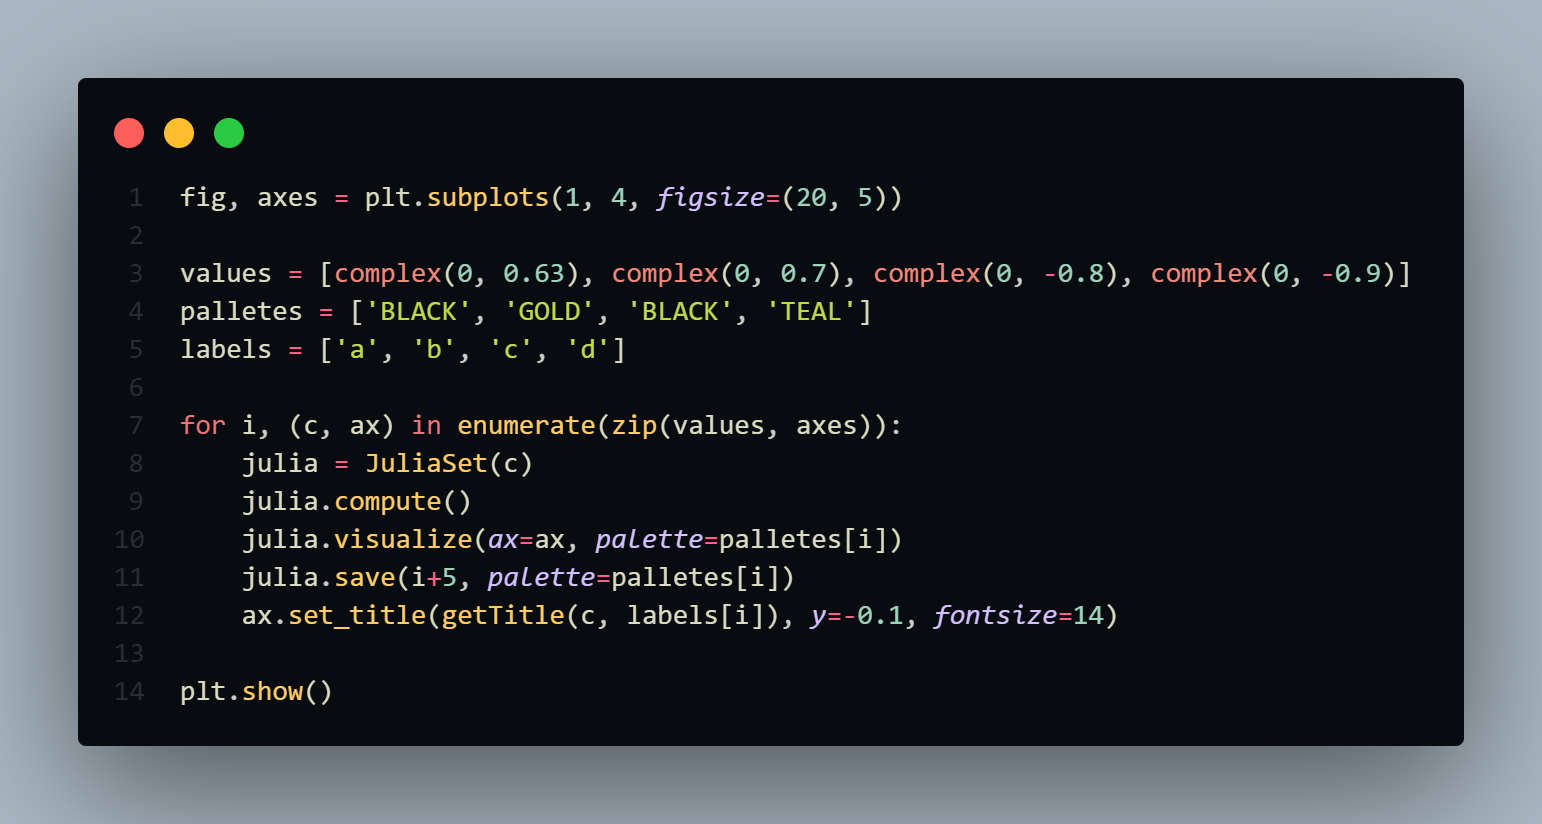 1 fig, axes = plt.subplots(1, 4, figsize=(20, 5))
2
3 values = [complex(0, 0.63), complex(0, 0.7), complex(0, -0.8), complex(0, -0.9)]
4 palletes = ['BLACK', 'GOLD', 'BLACK', 'TEAL']
5 labels = ['a', 'b', 'c', 'd']
6
7 for i, (c, ax) in enumerate(zip(values, axes)):
8     julia = JuliaSet(c)
9     julia.compute()
10     julia.visualize(ax=ax, palette=palletes[i])
11     julia.save(i+5, palette=palletes[i])
12     ax.set_title(getTitle(c, labels[i]), y=-0.1, fontsize=14)
13
14 plt.show()